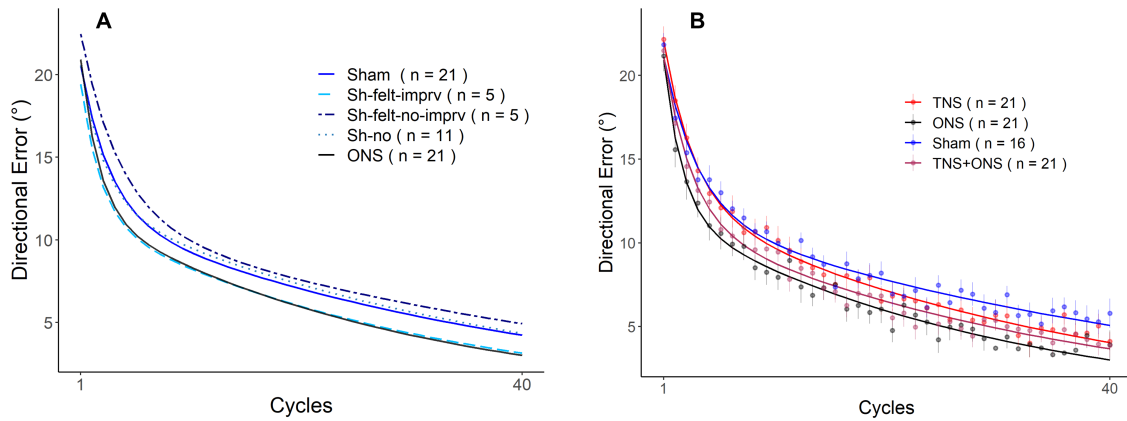 A
Directional Error (°)
20
15
10
5
Sham ( n = 21 )
Sh-felt-imprv ( n = 5 )
Sh-felt-no-imprv ( n = 5 )
Sh-no ( n = 11 )
ONS ( n = 21 )
1
40
Cycles
B
Directional Error (°)
20
15
10
5
TNS ( n = 21 )
ONS ( n = 21 )
Sham ( n = 16 )
TNS+ONS ( n = 21 )
1
40
Cycles